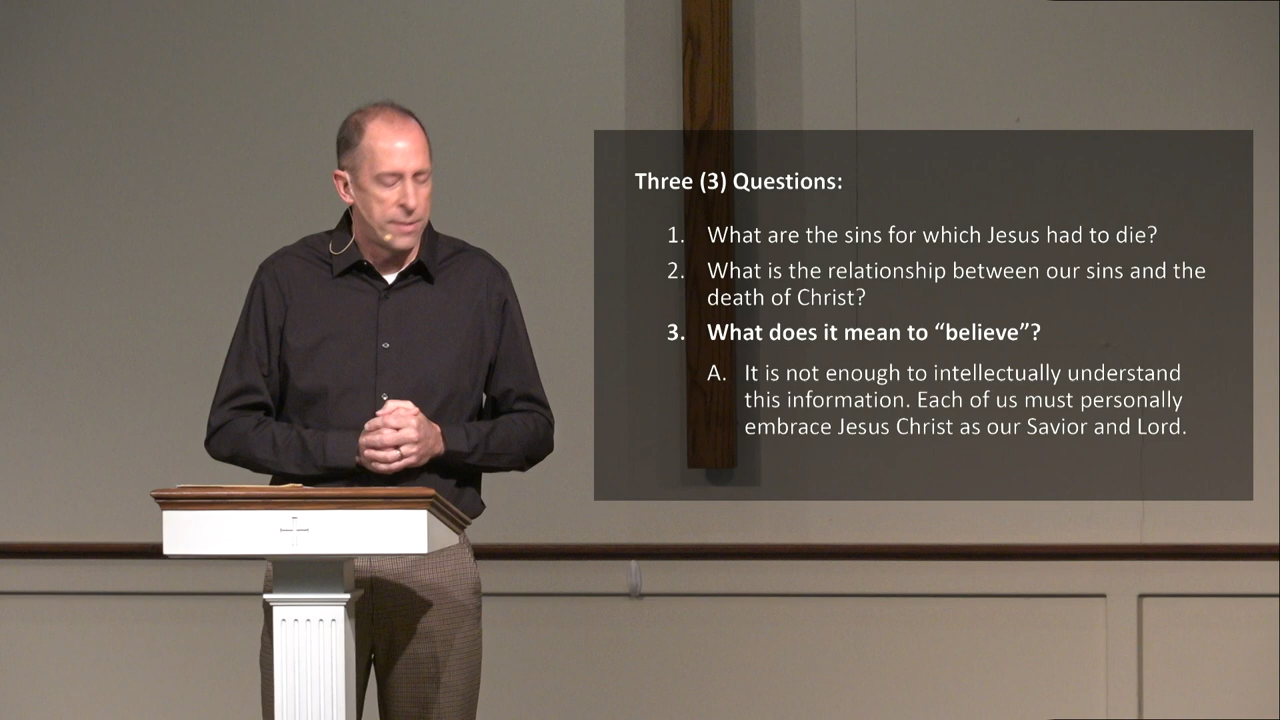 Three (3) Questions:
1. What are the sins for which Jesus had to die?
2. What is the relationship between our sins and the
death of Christ?
3. What does it mean to “believe”?
A. It is not enough to intellectually understand
this information. Each of us must personally
embrace Jesus Christ as our Savior and Lord.